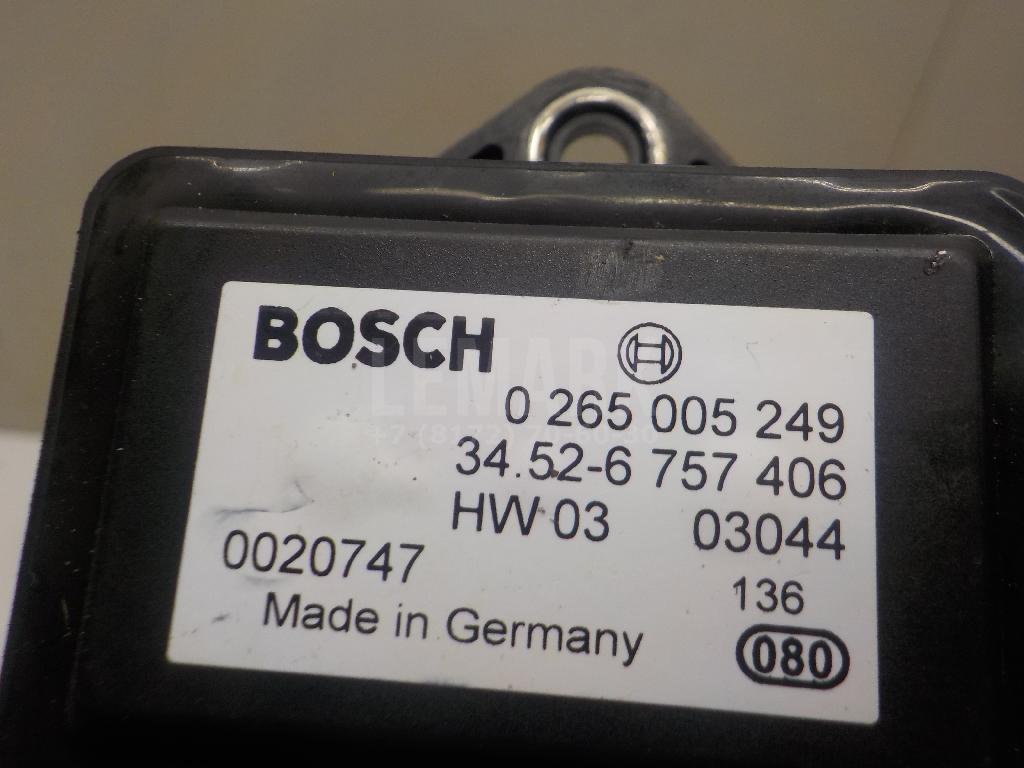 BOSCH
0 265 005 249
34.52-6 757 406
HW 03 03044
0020747
136
Made in Germany
080
LEMARK